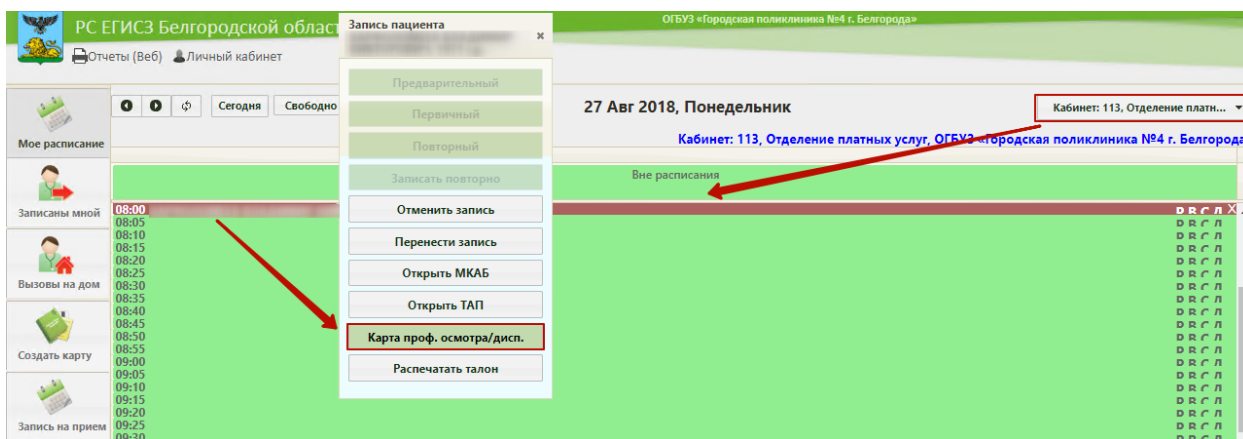 РС ЕГИСЗ Белгородской област
ОГБУЗ «Городская поликлиника №4 г. Белгорода»
Отчеты (Веб) Личный кабинет
Запись пациента
×
Предварительный
Первичный
Повторный
Записать повторно
Отменить запись
Перенести запись
Открыть МКАБ
Открыть ТАП
Карта проф. осмотра/дисп.
Распечатать талон
Сегодня Свободно
27 Авг 2018, Понедельник
Кабинет: 113, Отделение платн...
Кабинет: 113, Отделение платных услуг, ОГБУЗ «Городская поликлиника №4 г. Белгорода
Мое расписание
Записаны мной
Вызовы на дом
Создать карту
Запись на прием
Вне расписания
08:00 Р В С Л X
08:05 Р В С Л
08:10 Р В С Л
08:15 Р В С Л
08:20 Р В С Л
08:25 Р В С Л
08:30 Р В С Л
08:35 Р В С Л
08:40 Р В С Л
08:45 Р В С Л
08:50 Р В С Л
08:55 Р В С Л
09:00 Р В С Л
09:05 Р В С Л
09:10 Р В С Л
09:15 Р В С Л
09:20 Р В С Л
09:25 Р В С Л
09:30 Р В С Л